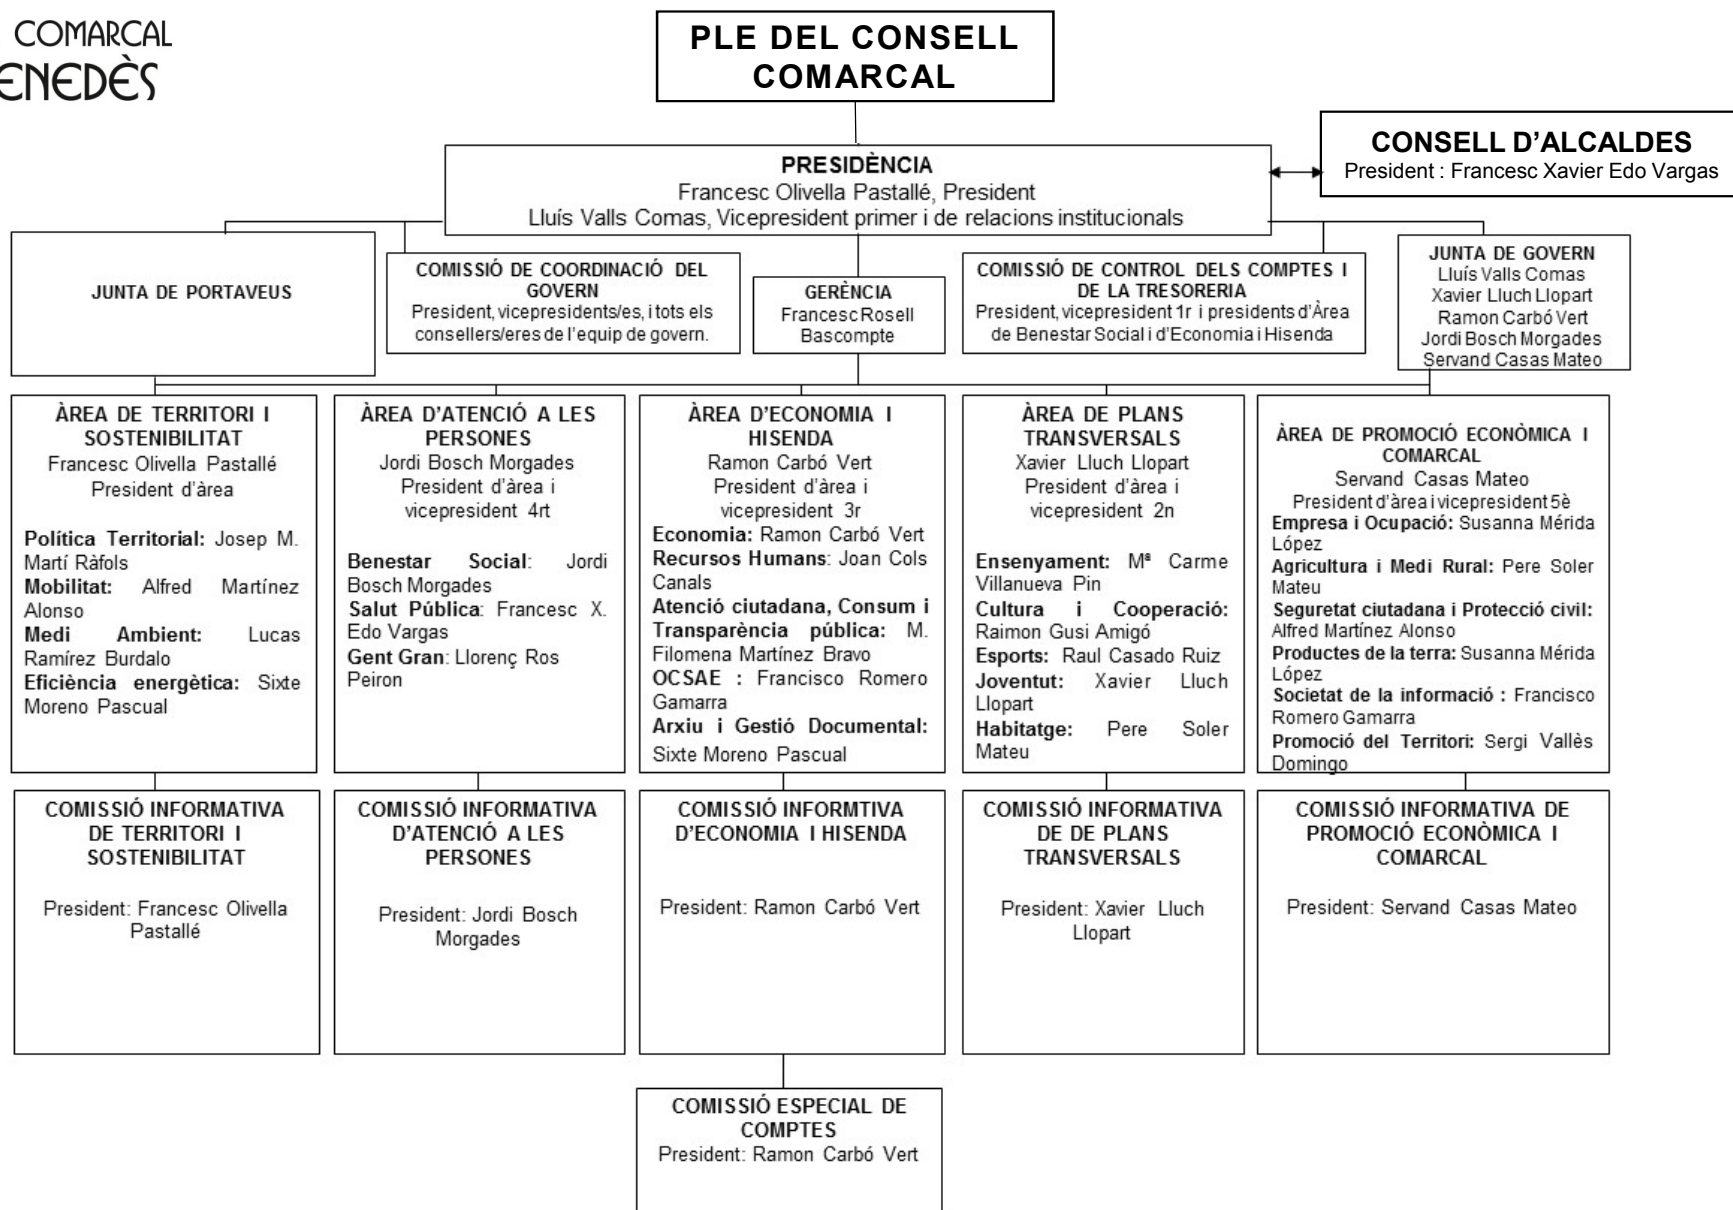 COMARCAL
ENEDÈS
PLE DEL CONSELL
COMARCAL
CONSELL D'ALCALDES
President : Francesc Xavier Edo Vargas
PRESIDÈNCIA
Francesc Olivella Pastallé, President
Lluís Valls Comas, Vicepresident primer i de relacions institucionals
JUNTA DE PORTAVEUS
COMISSIÓ DE COORDINACIÓ DEL
GOVERN
President, vicepresidents/es, i tots els
consellers/eres de l'equip de govern.
GERÈNCIA
Francesc Rosell
Bascompte
COMISSIÓ DE CONTROL DELS COMPTES I
DE LA TRESORERIA
President, vicepresident 1r i presidents d'Àrea
de Benestar Social i d'Economia i Hisenda
JUNTA DE GOVERN
Lluís Valls Comas
Xavier Lluch Llopart
Ramon Carbó Vert
Jordi Bosch Morgades
Servand Casas Mateo
ÀREA DE TERRITORI I
SOSTENIBILITAT
Francesc Olivella Pastallé
President d'àrea
Política Territorial: Josep M.
Martí Ràfols
Mobilitat: Alfred Martínez
Alonso
Medi Ambient: Lucas
Ramírez Burdalo
Eficiència energètica: Sixte
Moreno Pascual
ÀREA D'ATENCIÓ A LES
PERSONES
Jordi Bosch Morgades
President d'àrea i
vicepresident 4rt
Benestar Social: Jordi
Bosch Morgades
Salut Pública: Francesc X.
Edo Vargas
Gent Gran: Llorenç Ros
Peiron
ÀREA D'ECONOMIA I
HISENDA
Ramon Carbó Vert
President d'àrea i
vicepresident 3r
Economia: Ramon Carbó Vert
Recursos Humans: Joan Cols
Canals
Atenció ciutadana, Consum i
Transparència pública: M.
Filomena Martínez Bravo
OCSAE : Francisco Romero
Gamarra
Arxiu i Gestió Documental:
Sixte Moreno Pascual
ÀREA DE PLANS
TRANSVERSALS
Xavier Lluch Llopart
President d'àrea i
vicepresident 2n
Ensenyament: Mª Carme
Villanueva Pin
Cultura i Cooperació:
Raimon Gusi Amigó
Esports: Raul Casado Ruiz
Joventut: Xavier Lluch
Llopart
Habitatge: Pere Soler
Mateu
ÀREA DE PROMOCIÓ ECONÒMICA I
COMARCAL
Servand Casas Mateo
President d'àrea i vicepresident 5è
Empresa i Ocupació: Susanna Mérida
López
Agricultura i Medi Rural: Pere Soler
Mateu
Seguretat ciutadana i Protecció civil:
Alfred Martínez Alonso
Productes de la terra: Susanna Mérida
López
Societat de la informació : Francisco
Romero Gamarra
Promoció del Territori: Sergi Vallès
Domingo
COMISSIÓ INFORMATIVA
DE TERRITORI I
SOSTENIBILITAT
President: Francesc Olivella
Pastallé
COMISSIÓ INFORMATIVA
D'ATENCIÓ A LES
PERSONES
President: Jordi Bosch
Morgades
COMISSIÓ INFORMTIVA
D'ECONOMIA I HISENDA
President: Ramon Carbó Vert
COMISSIÓ INFORMATIVA
DE DE PLANS
TRANSVERSALS
President: Xavier Lluch
Llopart
COMISSIÓ INFORMATIVA DE
PROMOCIÓ ECONÒMICA I
COMARCAL
President: Servand Casas Mateo
COMISSIÓ ESPECIAL DE
COMPTES
President: Ramon Carbó Vert